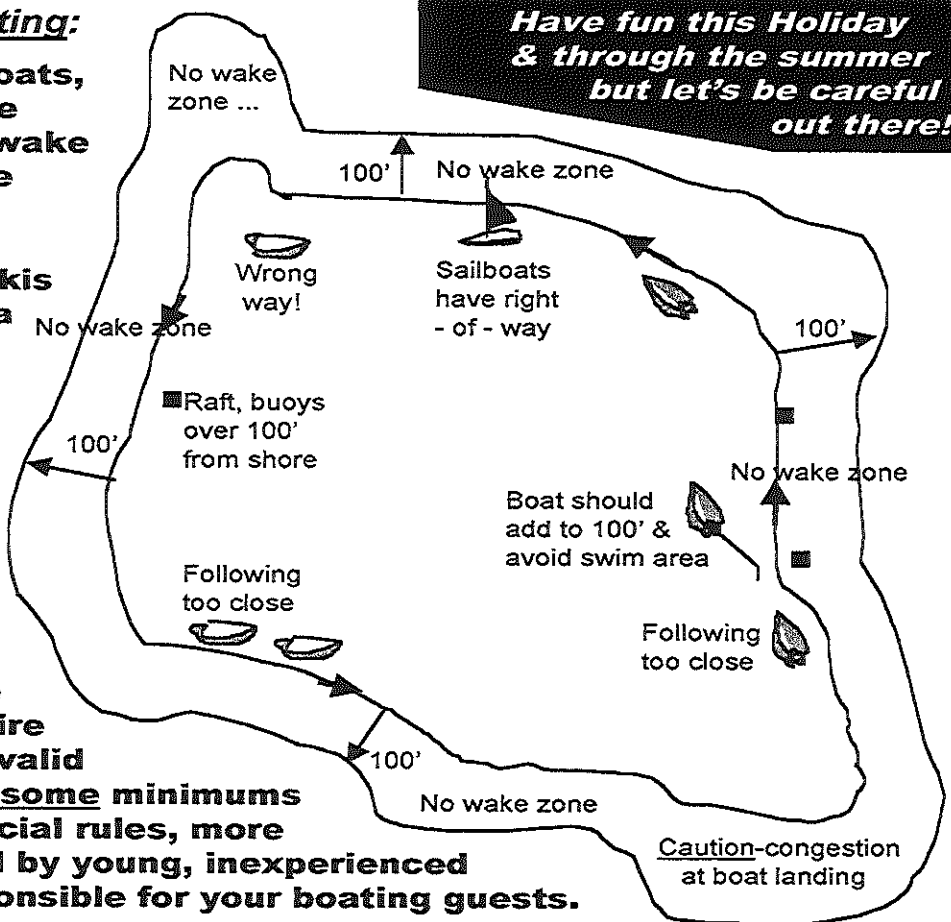 ting:
Have fun this Holiday
& through the summer
but let's be careful
out there!
oats,
e
wake
e
kis
a
No wake
zone ...
100'
No wake zone
Wrong
way!
Sailboats
have right
- of - way
No wake zone
100'
Raft, buoys
over 100'
from shore
100'
No wake zone
Boat should
add to 100' &
avoid swim area
Following
too close
Following
too close
100'
No wake zone
Caution-congestion
at boat landing
ire
valid
some minimums
cial rules, more
d by young, inexperienced
onsible for your boating guests.